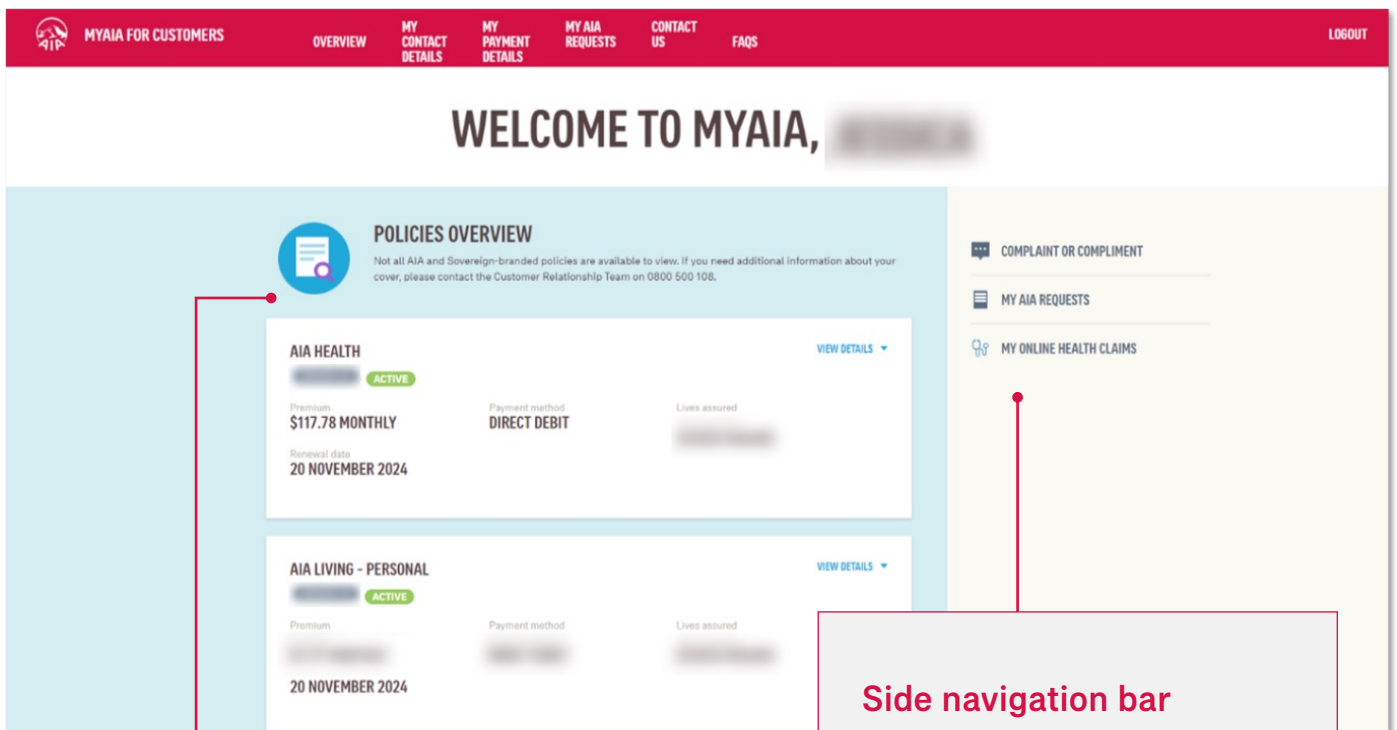 AIA
MYAIA FOR CUSTOMERS
OVERVIEW
MY
CONTACT
DETAILS
MY
PAYMENT
DETAILS
MY AIA
REQUESTS
CONTACT
US
FAQS
LOGOUT
WELCOME TO MYAIA,
POLICIES OVERVIEW
Not all AIA and Sovereign-branded policies are available to view. If you need additional information about your
cover, please contact the Customer Relationship Team on 0800 500 108.
AIA HEALTH
VIEW DETAILS
ACTIVE
Premium
$117.78 MONTHLY
Payment method
DIRECT DEBIT
Lives assured
Renewal date
20 NOVEMBER 2024
AIA LIVING - PERSONAL
VIEW DETAILS
ACTIVE
Premium
Payment method
Lives assured
20 NOVEMBER 2024
COMPLAINT OR COMPLIMENT
MY AIA REQUESTS
MY ONLINE HEALTH CLAIMS
Side navigation bar